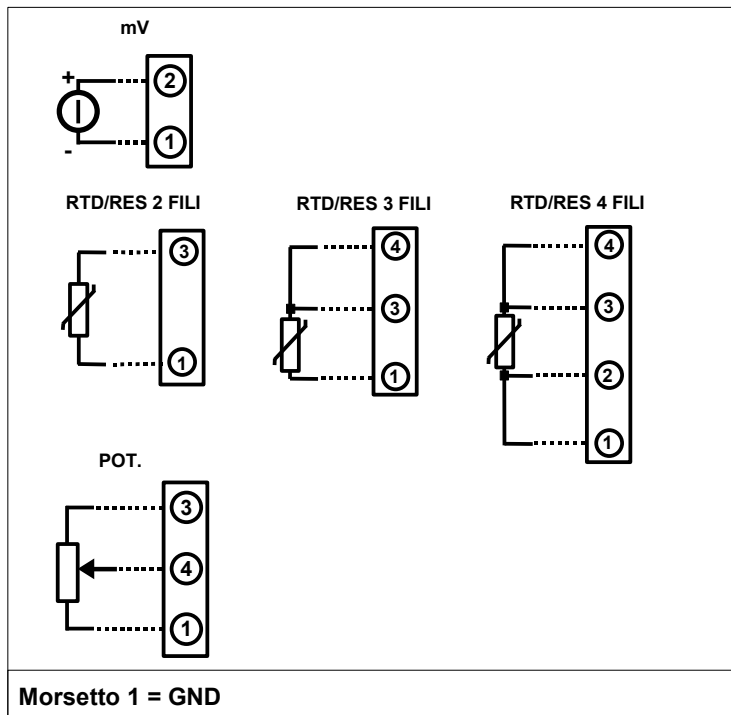 mV
+
2
-
1
RTD/RES 2 FILI
3
1
RTD/RES 3 FILI
4
3
1
RTD/RES 4 FILI
4
3
2
1
POT.
3
4
1
Morsetto 1 = GND